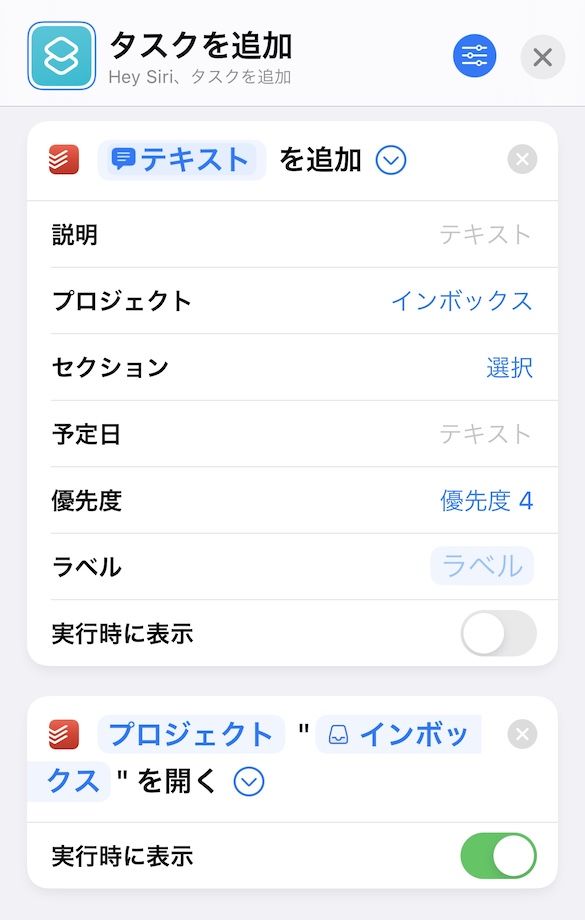 タスクを追加
Hey Siri、タスクを追加
テキスト を追加
説明 テキスト
プロジェクト インボックス
セクション 選択
予定日 テキスト
優先度 優先度 4
ラベル ラベル
実行時に表示
プロジェクト " インボッ
クス " を開く
実行時に表示